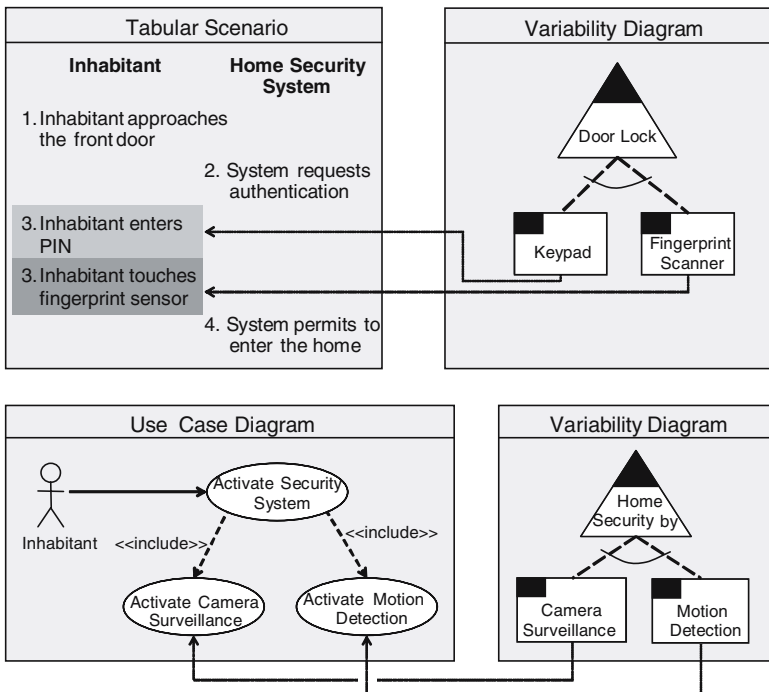 Tabular Scenario
Inhabitant
Home Security
System
1. Inhabitant approaches
the front door
2. System requests
authentication
3. Inhabitant enters
PIN
3. Inhabitant touches
fingerprint sensor
4. System permits to
enter the home
Variability Diagram
Door Lock
Keypad
Fingerprint
Scanner
Use Case Diagram
Inhabitant
Activate Security
System
<<include>>
<<include>>
Activate Camera
Surveillance
Activate Motion
Detection
Variability Diagram
Home
Security by
Camera
Surveillance
Motion
Detection